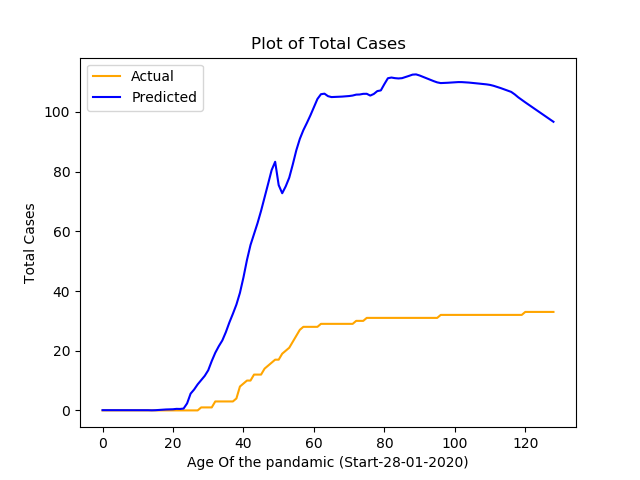 Plot of Total Cases
Actual
Predicted
100
80
60
40
20
0
Total Cases
0 20 40 60 80 100 120
Age Of the pandamic (Start-28-01-2020)